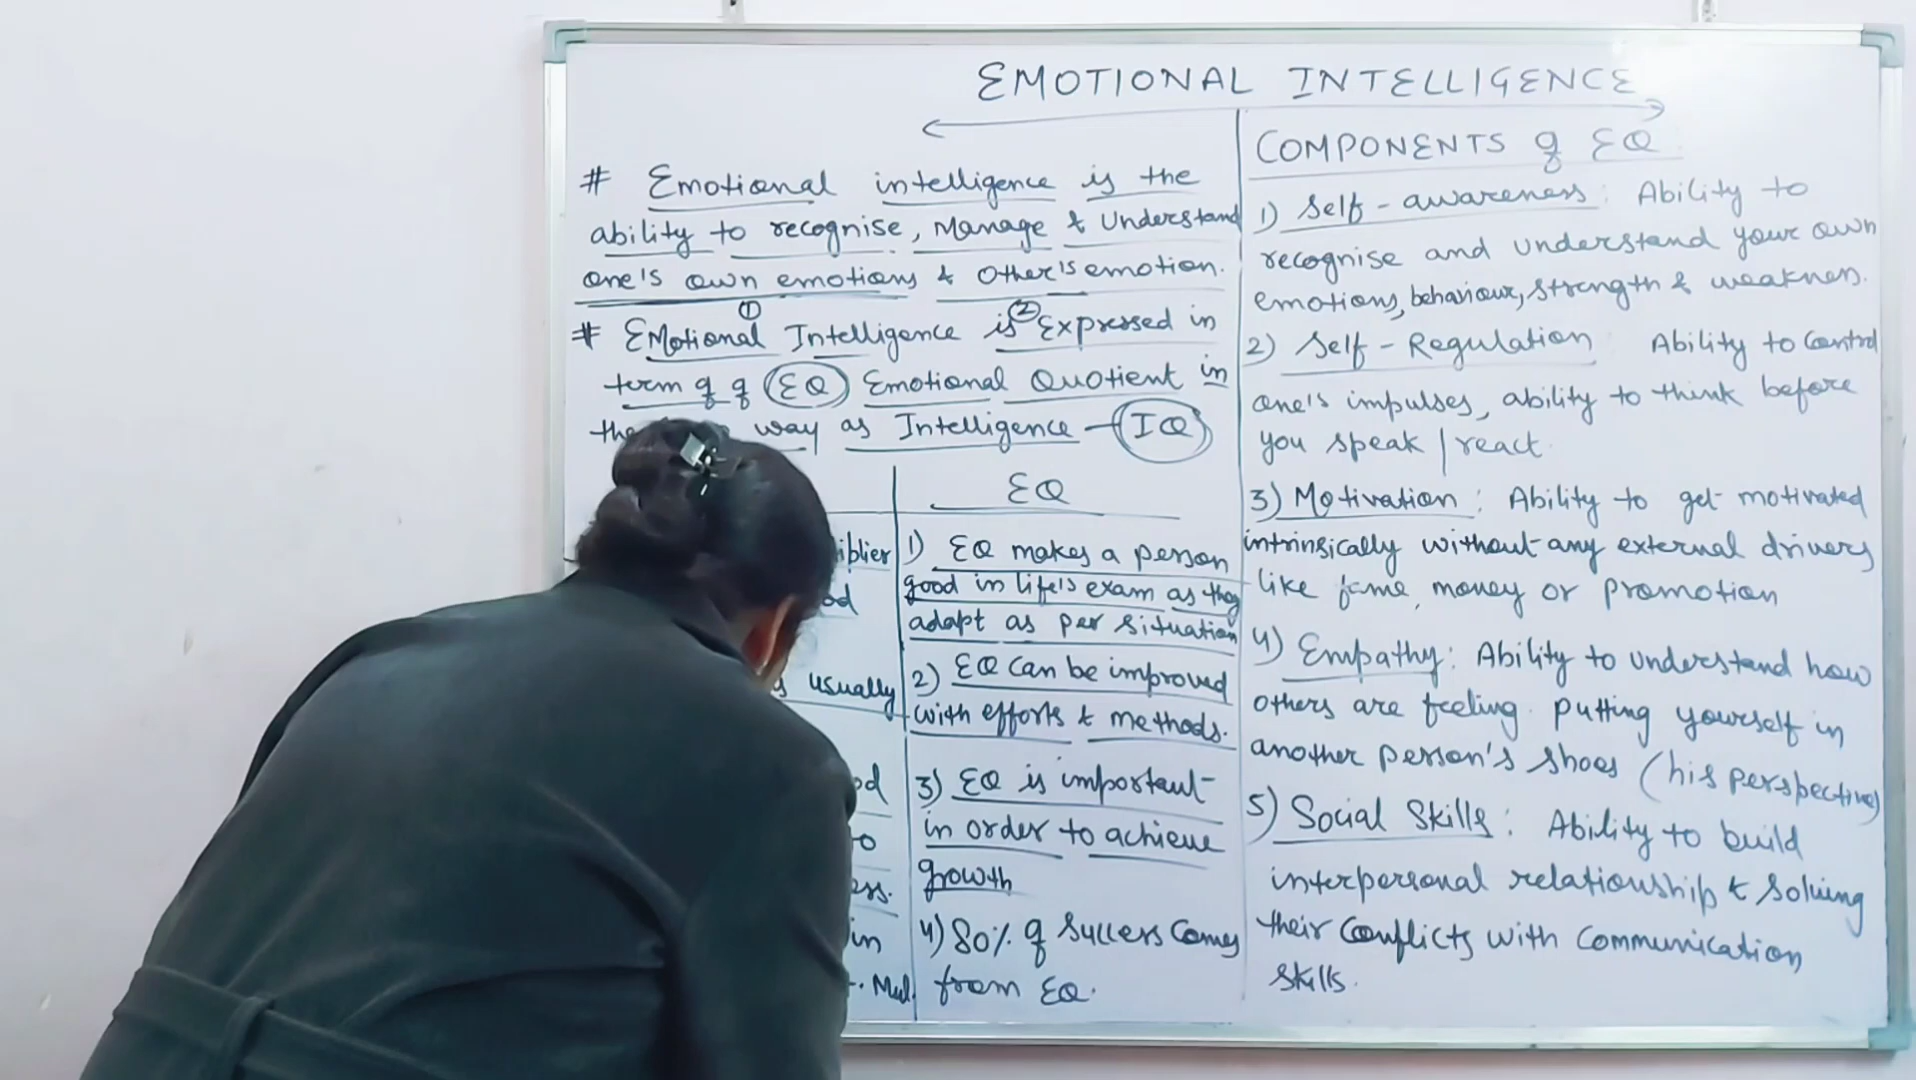 EMOTIONAL INTELLIGENCE
# Emotional intelligence is the
ability to recognise, Manage & Understand
one's own emotions & Other's emotion.
① ②
# EMotional Intelligence is Expressed in
term of of EQ Emotional Quotient in
way as Intelligence - IQ
usually
in
EQ
1) EQ makes a person
good in life's exam as they
adapt as per situation
2) EQ can be improved
with efforts & methods.
3) EQ is important
in order to achieve
growth
4) 80% of success comes
from EQ.
COMPONENTS of EQ
1) Self-awareness: Ability to
recognise and understand your own
emotions, behaviour, strength & weakness.
2) Self-Regulation Ability to control
one's impulses, ability to think before
you speak / react.
3) Motivation: Ability to get motivated
intrinsically without any external drivers
like fame, money or promotion
4) Empathy: Ability to understand how
others are feeling. putting yourself in
another person's shoes (his perspective)
5) Social Skills: Ability to build
interpersonal relationship & solving
their conflicts with communication
skills.